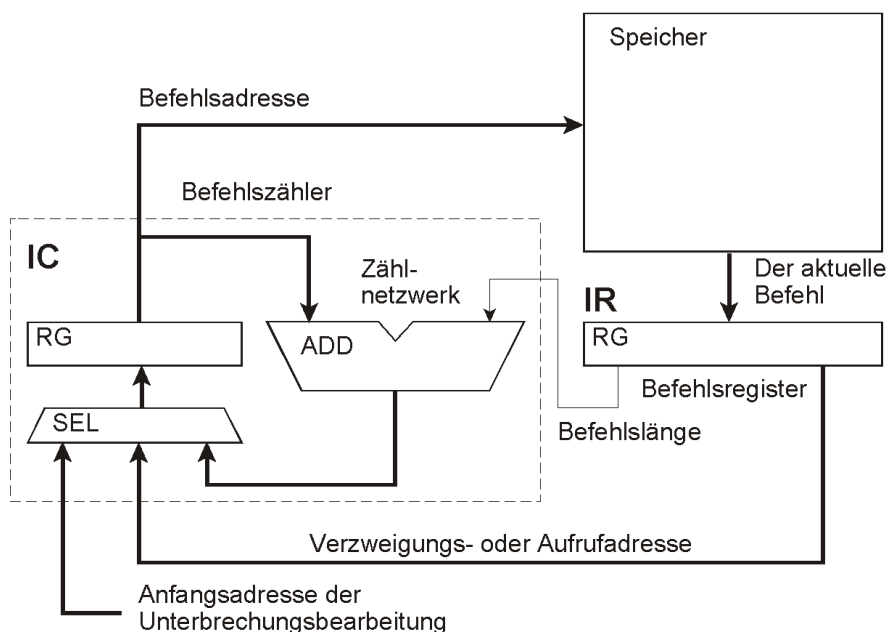 Speicher
Befehlsadresse
Befehlszähler
IC
Zähl-
netzwerk
Der aktuelle
Befehl
IR
RG
ADD
RG
Befehlsregister
SEL
Befehlslänge
Verzweigungs- oder Aufrufadresse
Anfangsadresse der
Unterbrechungsbearbeitung